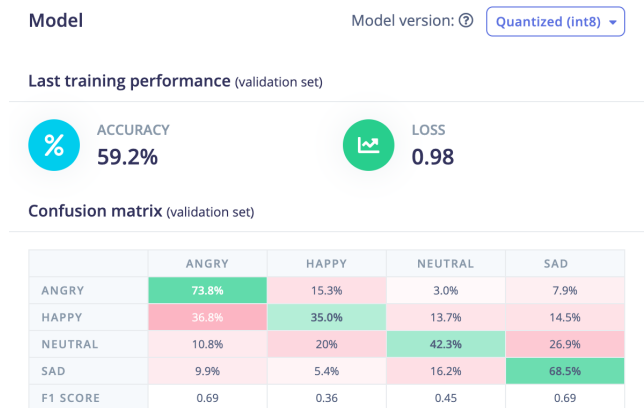 Model Model version: Quantized (int8)
Last training performance (validation set)
% ACCURACY LOSS
59.2% 0.98
Confusion matrix (validation set)
ANGRY HAPPY NEUTRAL SAD
ANGRY 73.8% 15.3% 3.0% 7.9%
HAPPY 36.8% 35.0% 13.7% 14.5%
NEUTRAL 10.8% 20% 42.3% 26.9%
SAD 9.9% 5.4% 16.2% 68.5%
F1 SCORE 0.69 0.36 0.45 0.69